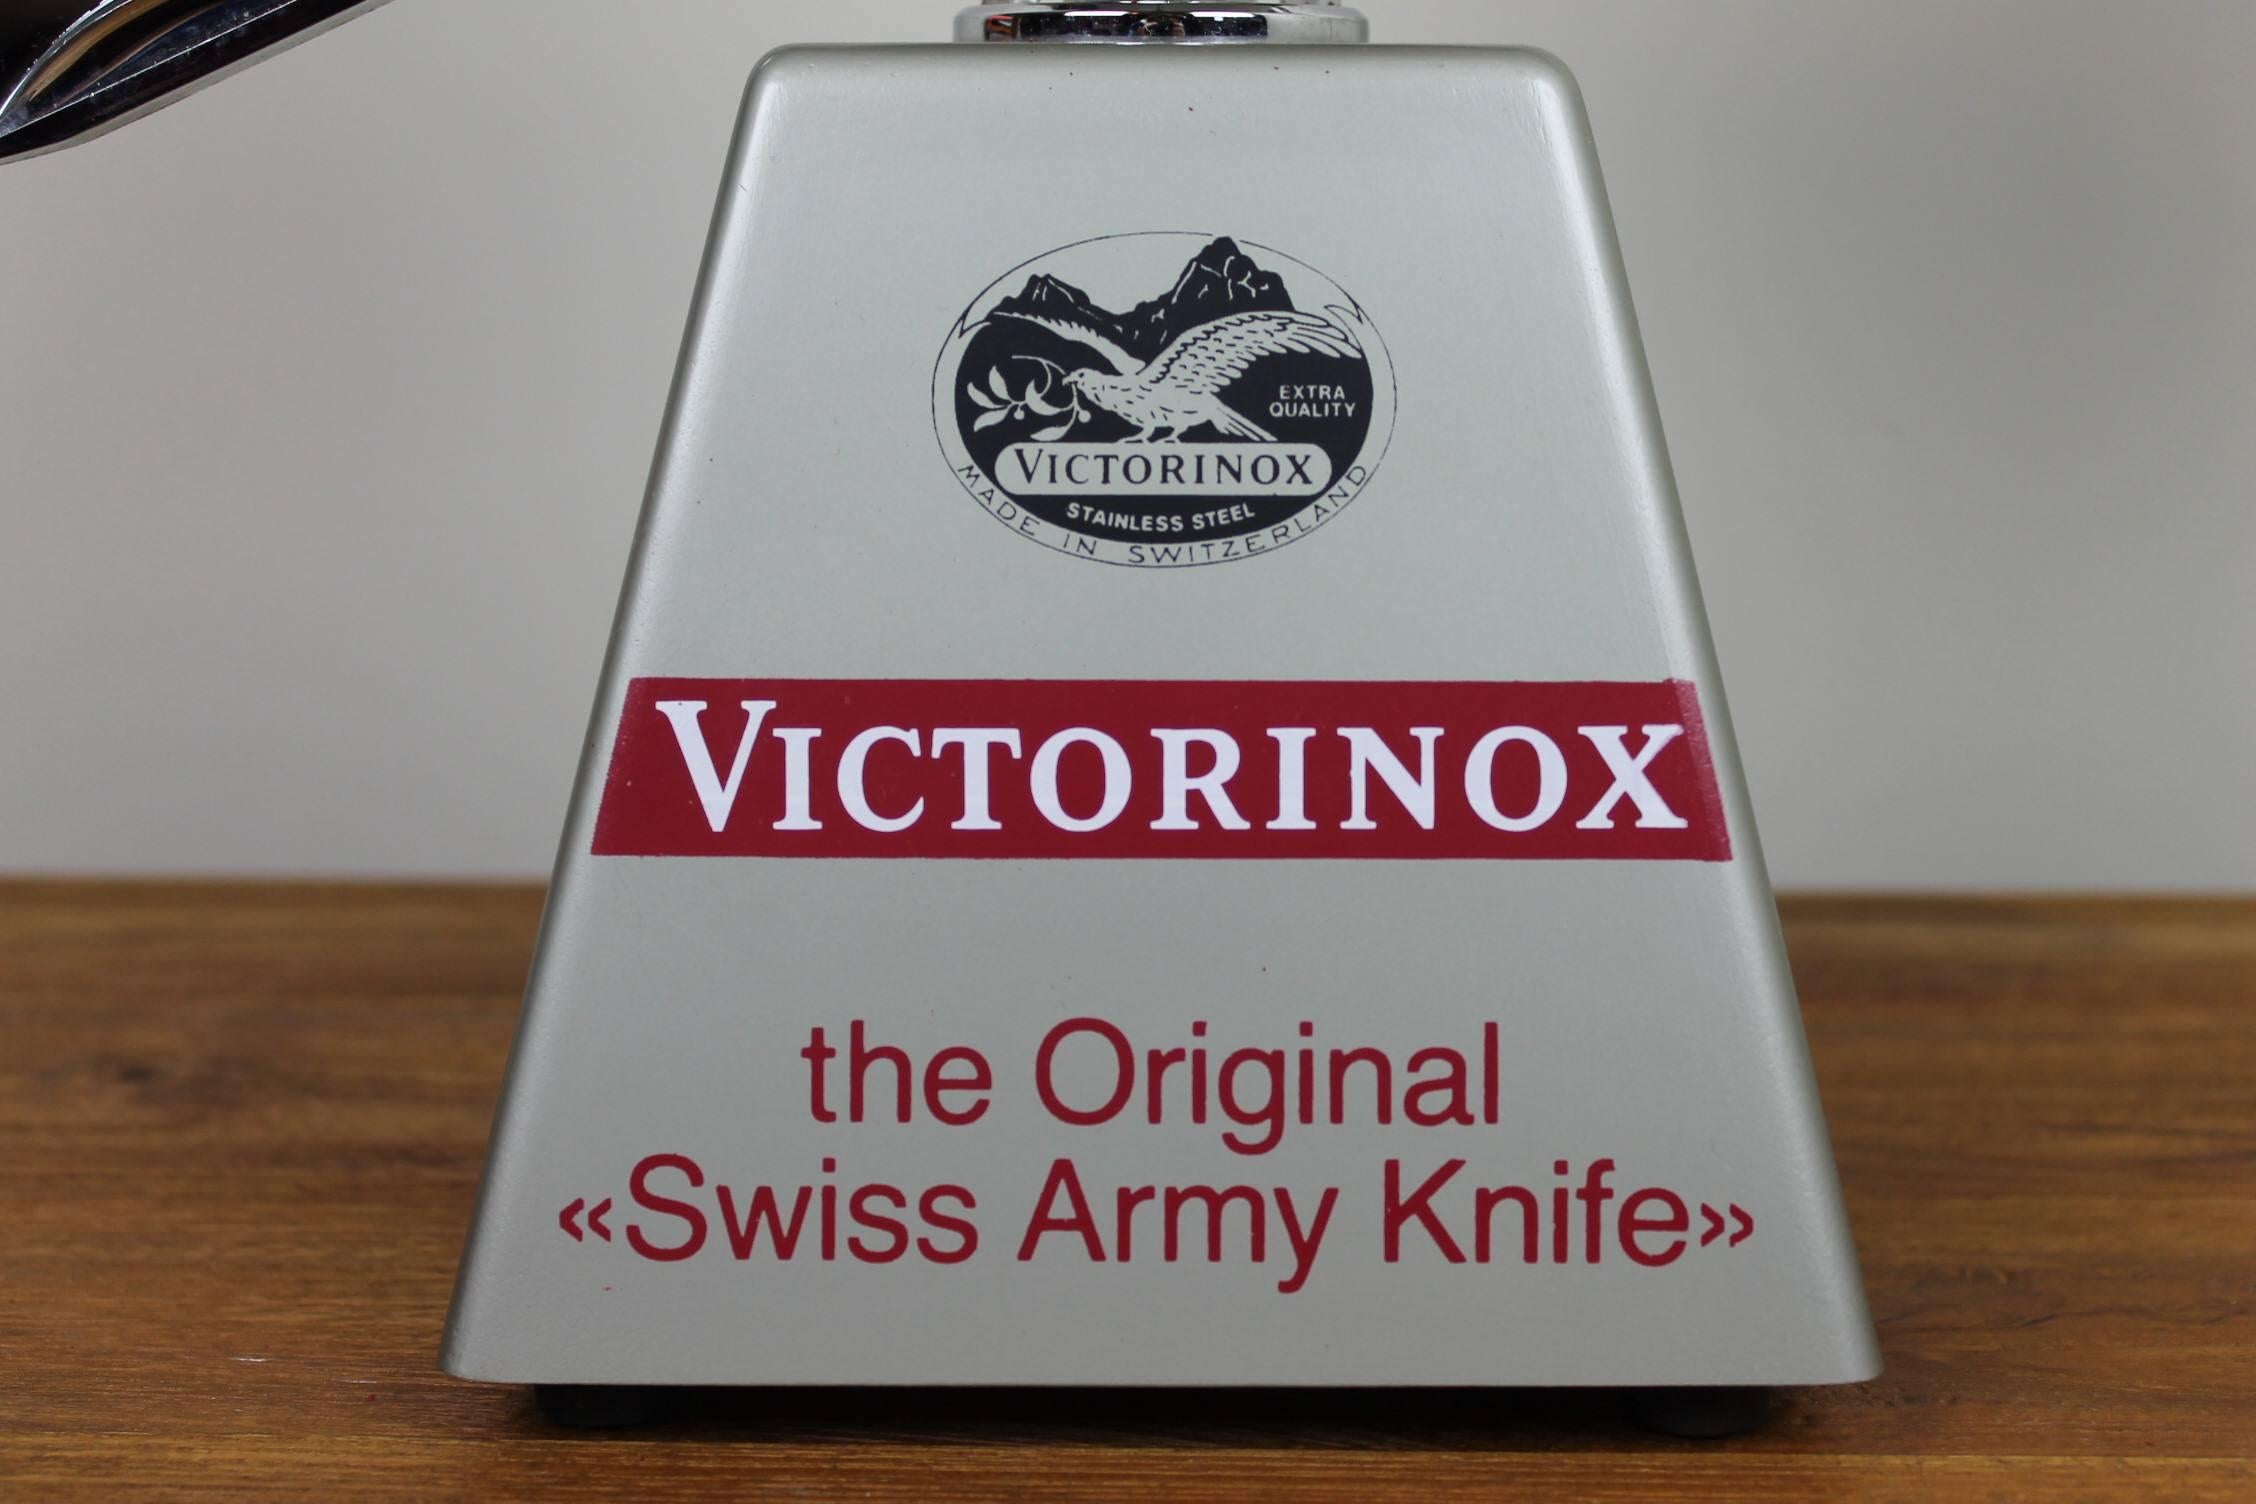 EXTRA
QUALITY
VICTORINOX
STAINLESS STEEL
MADE IN SWITZERLAND
VICTORINOX
the Original
«Swiss Army Knife»